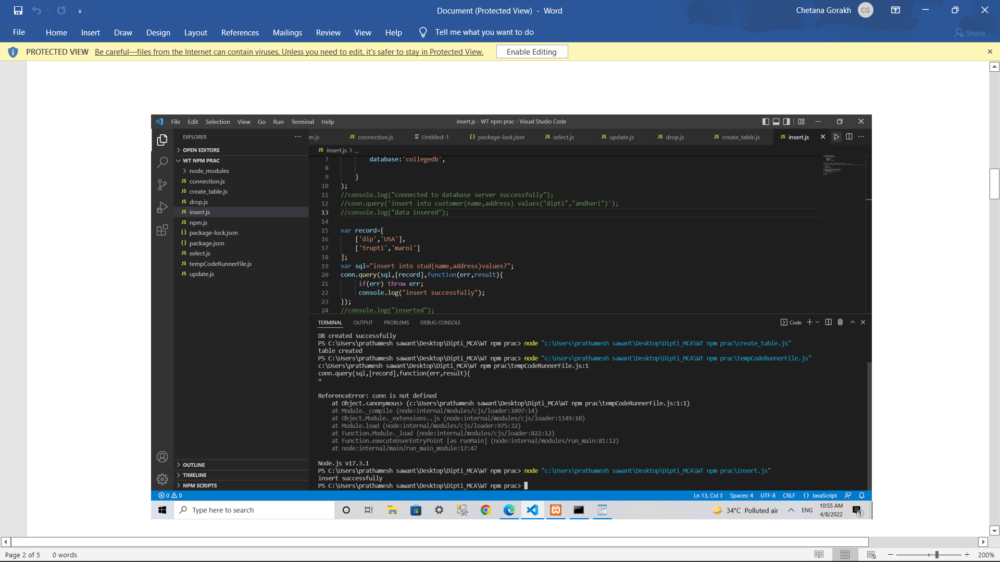 Document (Protected View) - Word
Chetana Gorakh CG
File Home Insert Draw Design Layout References Mailings Review View Help Tell me what you want to do Share
PROTECTED VIEW Be careful—files from the Internet can contain viruses. Unless you need to edit, it's safer to stay in Protected View. Enable Editing
File Edit Selection View Go Run Terminal Help insert.js - WT npm prac - Visual Studio Code
EXPLORER
OPEN EDITORS
WT NPM PRAC
node_modules
JS connection.js
JS create_table.js
JS drop.js
JS insert.js
JS npm.js
{} package-lock.json
{} package.json
JS select.js
JS tempCodeRunnerFile.js
JS update.js
OUTLINE
TIMELINE
NPM SCRIPTS
m.js JS connection.js Untitled-1 {} package-lock.json JS select.js JS update.js JS drop.js JS create_table.js JS insert.js
JS insert.js > ...
7 database:'collegedb',
8
9 }
10 );
11 //console.log("connected to database server successfully");
12 //conn.query('insert into customer(name,address) values("dipti","andheri")');
13 //console.log("data insered");
14
15 var record=[
16 ['dip','USA'],
17 ['trupti','marol']
18 ];
19 var sql="insert into stud(name,address)values?";
20 conn.query(sql,[record],function(err,result){
21 if(err) throw err;
22 console.log("insert successfully");
23 });
24 //console.log("inserted");
TERMINAL OUTPUT PROBLEMS DEBUG CONSOLE Code
DB created successfully
PS C:\Users\prathamesh sawant\Desktop\Dipti_MCA\WT npm prac> node "c:\Users\prathamesh sawant\Desktop\Dipti_MCA\WT npm prac\create_table.js"
table created
PS C:\Users\prathamesh sawant\Desktop\Dipti_MCA\WT npm prac> node "c:\Users\prathamesh sawant\Desktop\Dipti_MCA\WT npm prac\tempCodeRunnerFile.js"
c:\Users\prathamesh sawant\Desktop\Dipti_MCA\WT npm prac\tempCodeRunnerFile.js:1
conn.query(sql,[record],function(err,result){
^
ReferenceError: conn is not defined
at Object.<anonymous> (c:\Users\prathamesh sawant\Desktop\Dipti_MCA\WT npm prac\tempCodeRunnerFile.js:1:1)
at Module._compile (node:internal/modules/cjs/loader:1097:14)
at Object.Module._extensions..js (node:internal/modules/cjs/loader:1149:10)
at Module.load (node:internal/modules/cjs/loader:975:32)
at Function.Module._load (node:internal/modules/cjs/loader:822:12)
at Function.executeUserEntryPoint [as runMain] (node:internal/modules/run_main:81:12)
at node:internal/main/run_main_module:17:47
Node.js v17.3.1
PS C:\Users\prathamesh sawant\Desktop\Dipti_MCA\WT npm prac> node "c:\Users\prathamesh sawant\Desktop\Dipti_MCA\WT npm prac\insert.js"
insert successfully
PS C:\Users\prathamesh sawant\Desktop\Dipti_MCA\WT npm prac>
0 0 Ln 13, Col 3 Spaces: 4 UTF-8 CRLF {} JavaScript
Type here to search 34°C Polluted air ENG 10:55 AM
4/8/2022 1
Page 2 of 5 0 words 200%